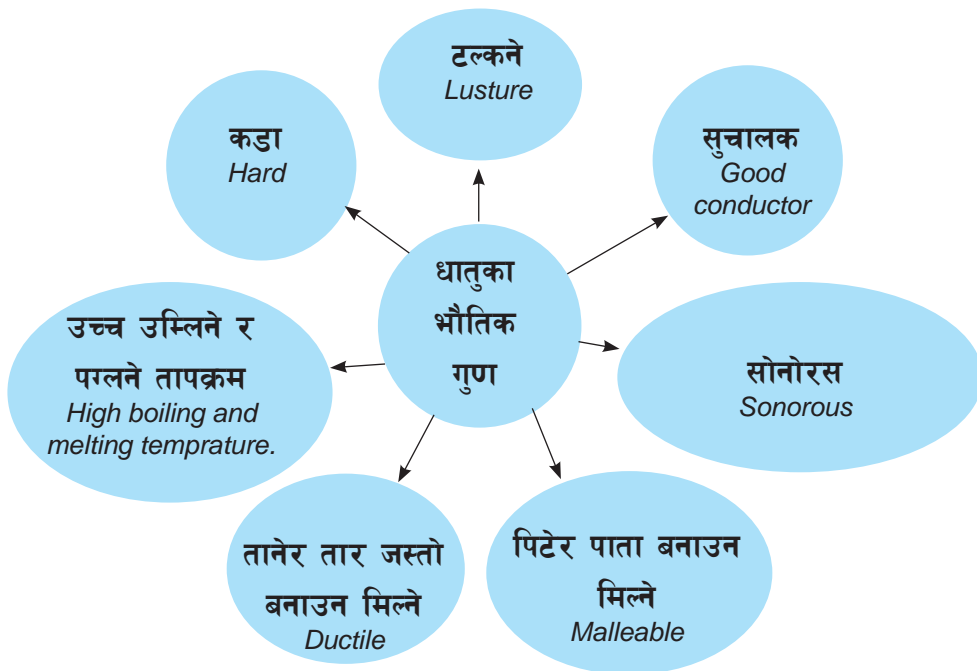 टल्कने
Lusture
कडा
Hard
सुचालक
Good
conductor
धातुका
भौतिक
गुण
उच्च उम्लिने र
पग्लने तापक्रम
High boiling and
melting temprature.
सोनोरस
Sonorous
तानेर तार जस्तो
बनाउन मिल्ने
Ductile
पिटेर पाता बनाउन
मिल्ने
Malleable